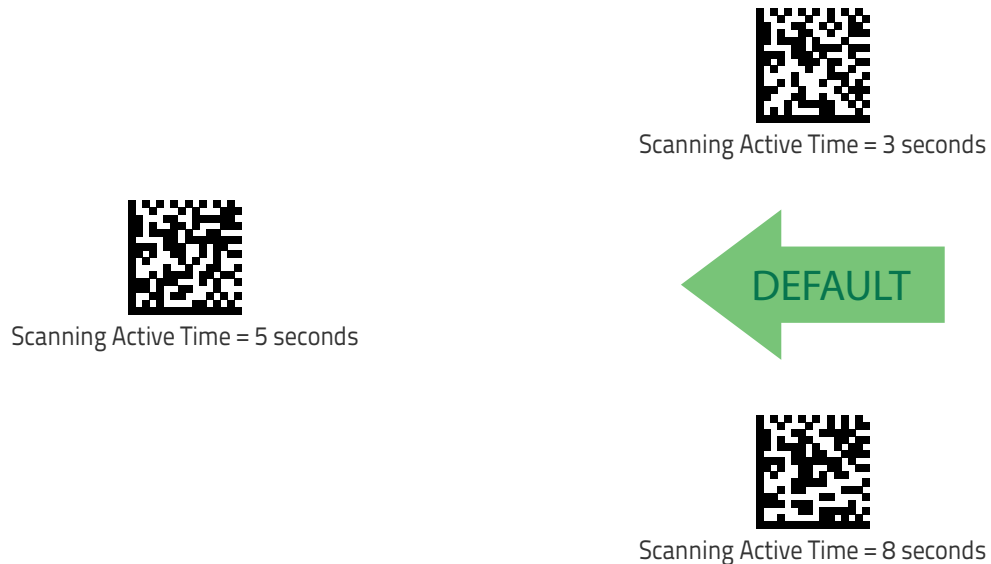 Scanning Active Time = 3 seconds
DEFAULT
Scanning Active Time = 5 seconds
Scanning Active Time = 8 seconds